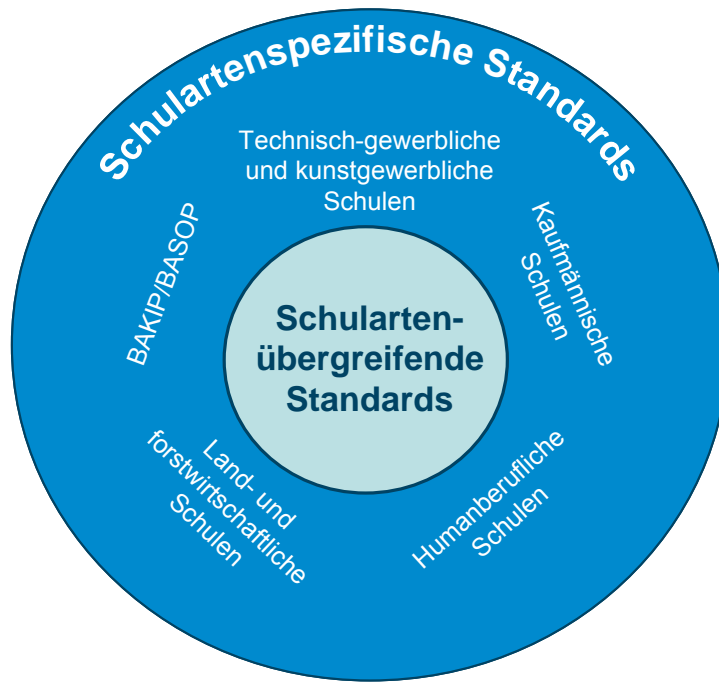 Schulartenspezifische Standards
Technisch-gewerbliche
und kunstgewerbliche
Schulen
BAKIP/BASOP
Kaufmännische
Schulen
Schularten-
übergreifende
Standards
Land- und
forstwirtschaftliche
Schulen
Humanberufliche
Schulen